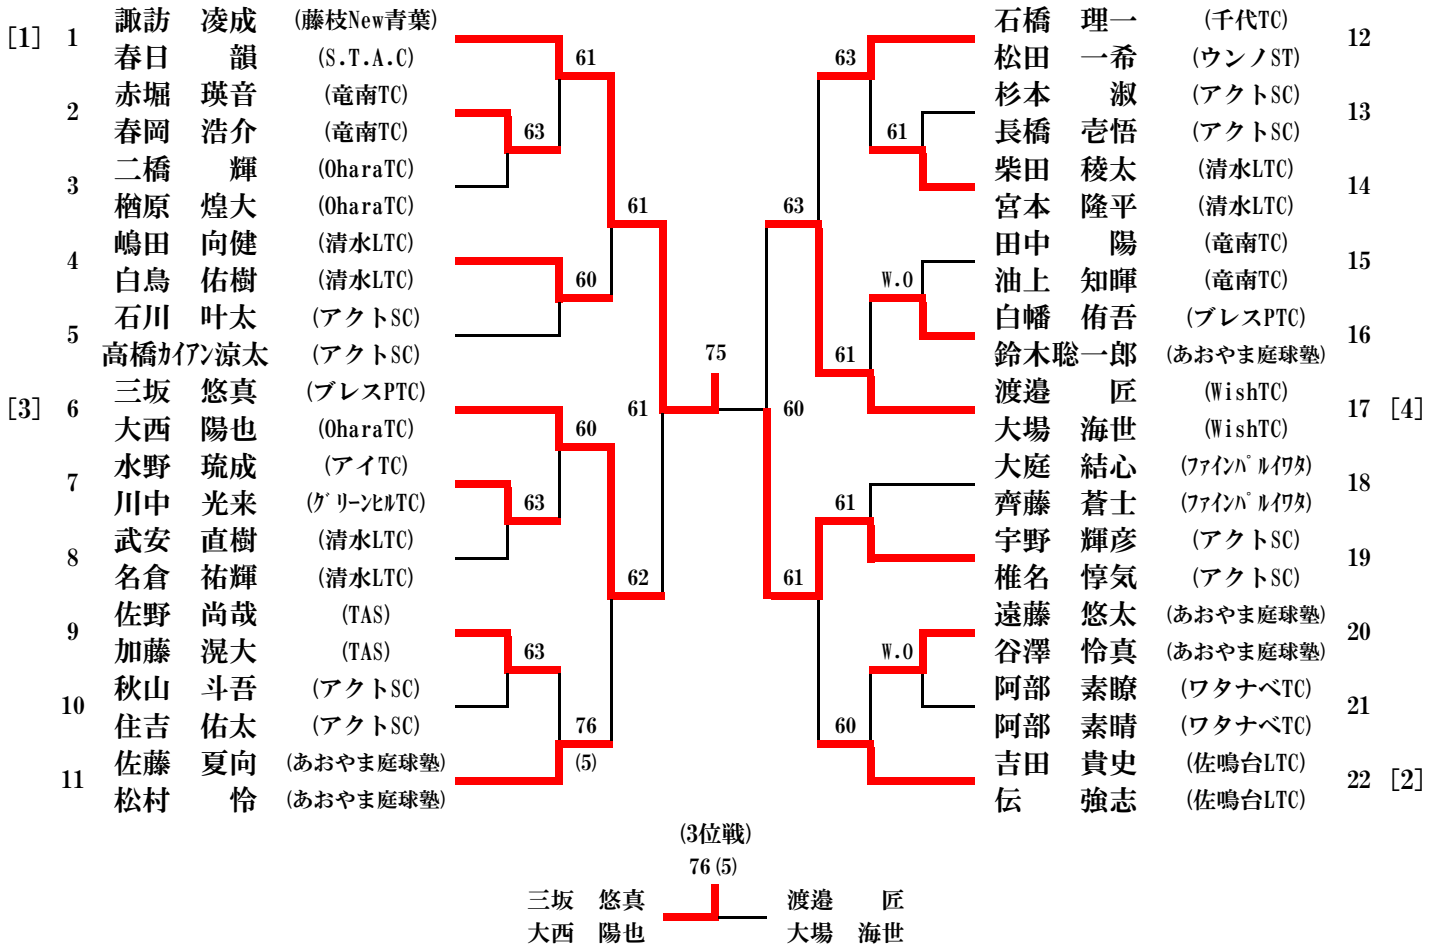 [1] 1 諏訪 凌成 (藤枝New青葉)
春日 韻 (S.T.A.C)
61
2 赤堀 瑛音 (竜南TC)
春岡 浩介 (竜南TC)
63
3 二橋 輝 (OharaTC)
楢原 煌大 (OharaTC)
61
4 嶋田 向健 (清水LTC)
白鳥 佑樹 (清水LTC)
60
5 石川 叶太 (アクトSC)
高橋カイアン涼太 (アクトSC)
[3] 6 三坂 悠真 (ブレスPTC)
大西 陽也 (OharaTC)
61
60
7 水野 琉成 (アイTC)
川中 光来 (グリーンヒルTC)
63
8 武安 直樹 (清水LTC)
名倉 祐輝 (清水LTC)
62
9 佐野 尚哉 (TAS)
加藤 滉大 (TAS)
63
10 秋山 斗吾 (アクトSC)
住吉 佑太 (アクトSC)
76
(5)
11 佐藤 夏向 (あおやま庭球塾)
松村 怜 (あおやま庭球塾)
75
石橋 理一 (千代TC) 12
松田 一希 (ウンノST)
63
杉本 淑 (アクトSC) 13
長橋 壱悟 (アクトSC)
61
柴田 稜太 (清水LTC) 14
宮本 隆平 (清水LTC)
63
田中 陽 (竜南TC) 15
油上 知暉 (竜南TC)
W.0
白幡 侑吾 (ブレスPTC) 16
鈴木聡一郎 (あおやま庭球塾)
61
渡邉 匠 (WishTC) 17 [4]
大場 海世 (WishTC)
60
大庭 結心 (ファインパルイワタ) 18
齊藤 蒼士 (ファインパルイワタ)
61
宇野 輝彦 (アクトSC) 19
椎名 惇気 (アクトSC)
61
遠藤 悠太 (あおやま庭球塾) 20
谷澤 怜真 (あおやま庭球塾)
W.0
阿部 素暸 (ワタナベTC) 21
阿部 素晴 (ワタナベTC)
60
吉田 貴史 (佐鳴台LTC) 22 [2]
伝 強志 (佐鳴台LTC)
(3位戦)
76(5)
三坂 悠真 渡邉 匠
大西 陽也 大場 海世